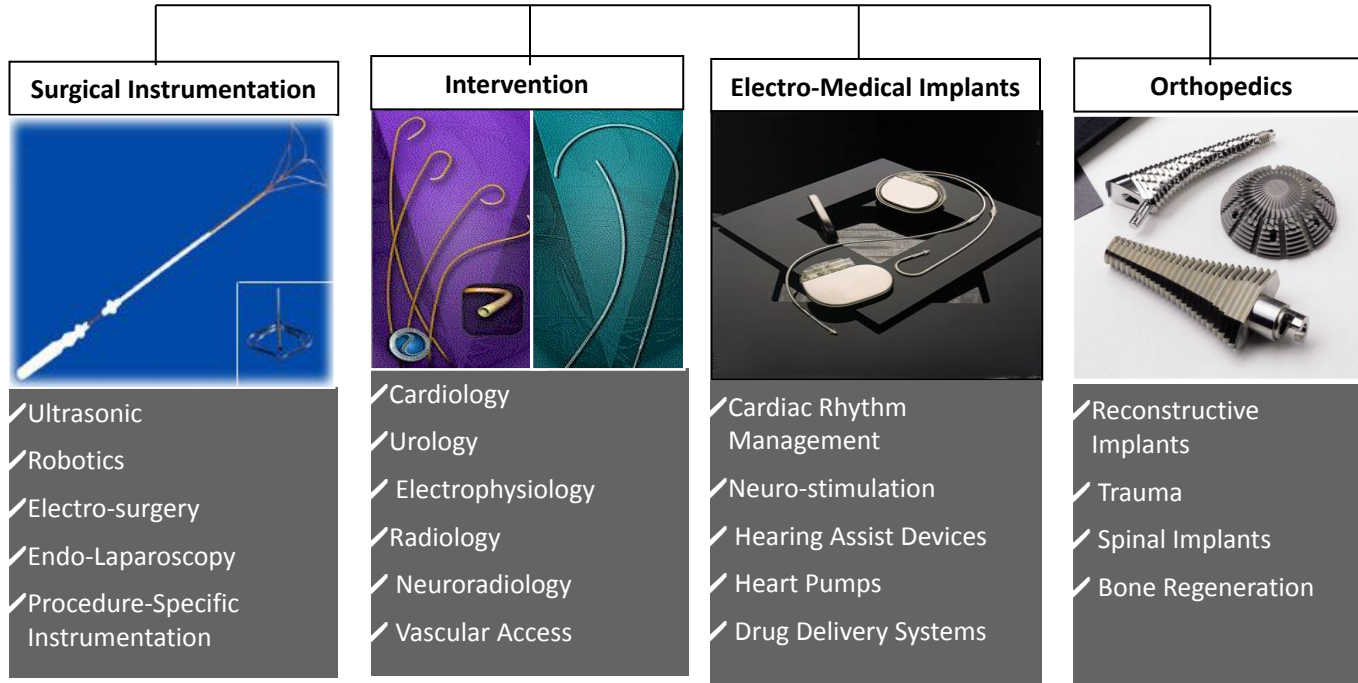 Surgical Instrumentation
Ultrasonic
Robotics
Electro-surgery
Endo-Laparoscopy
Procedure-Specific
Instrumentation
Intervention
Cardiology
Urology
Electrophysiology
Radiology
Neuroradiology
Vascular Access
Electro-Medical Implants
Cardiac Rhythm
Management
Neuro-stimulation
Hearing Assist Devices
Heart Pumps
Drug Delivery Systems
Orthopedics
Reconstructive
Implants
Trauma
Spinal Implants
Bone Regeneration